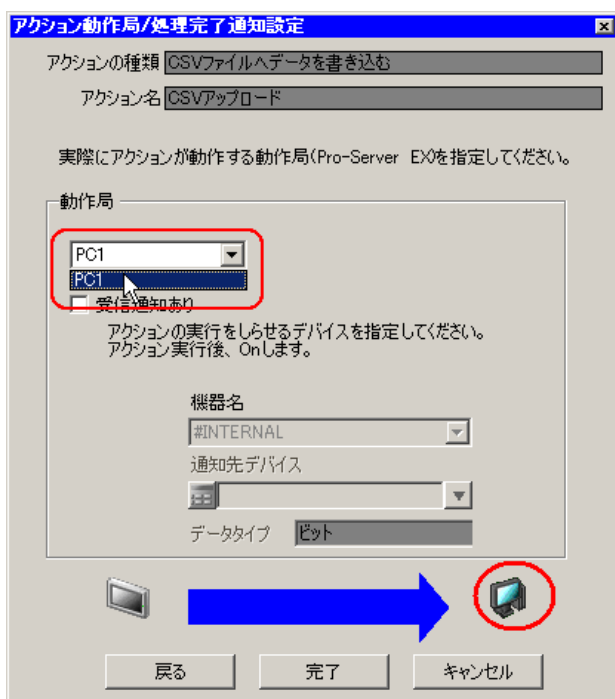 アクション動作局/処理完了通知設定
アクションの種類 CSVファイルへデータを書き込む
アクション名 CSVアップロード
実際にアクションが動作する動作局(Pro-Server EX)を指定してください。
動作局
PC1
PC1
受信通知あり
アクションの実行をしらせるデバイスを指定してください。
アクション実行後、Onします。
機器名
#INTERNAL
通知先デバイス
データタイプ ビット
戻る 完了 キャンセル